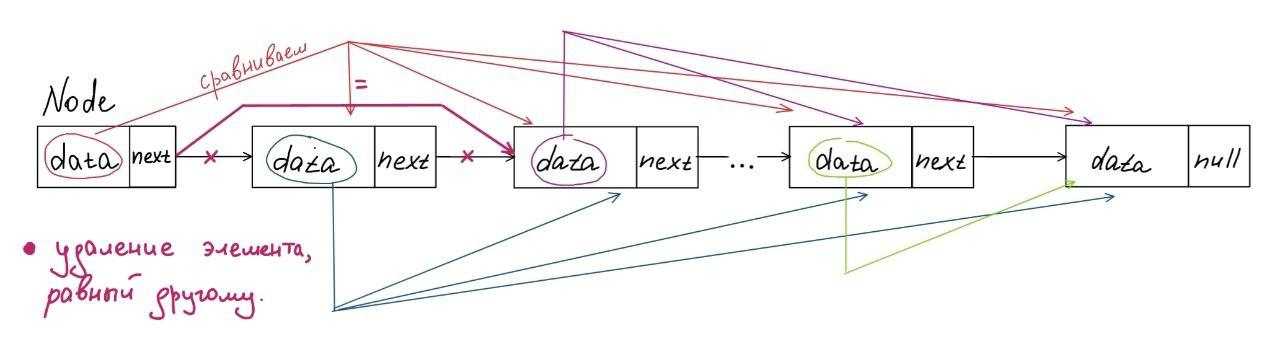 сравниваем
=
Node
data next
data next
data next
...
data next
data null
• удаление элемента,
равный другому.